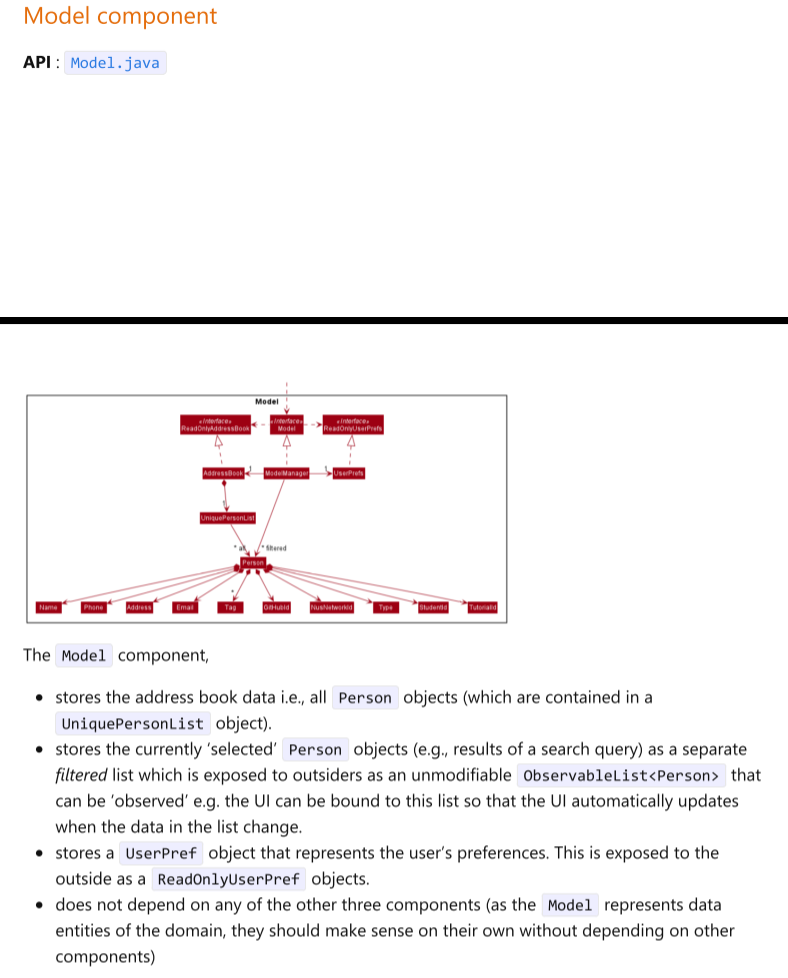 Model component
API : Model.java
Model
«interface» ReadOnlyAddressBook
«interface» Model
«interface» ReadOnlyUserPrefs
AddressBook
1
ModelManager
1
UserPrefs
UniquePersonList
* all
* filtered
Person
*
Name
Phone
Address
Email
Tag
GitHubId
NusNetworkId
Type
StudentId
TutorialId
The Model component,
• stores the address book data i.e., all Person objects (which are contained in a
UniquePersonList object).
• stores the currently ‘selected’ Person objects (e.g., results of a search query) as a separate
filtered list which is exposed to outsiders as an unmodifiable ObservableList<Person> that
can be ‘observed’ e.g. the UI can be bound to this list so that the UI automatically updates
when the data in the list change.
• stores a UserPref object that represents the user’s preferences. This is exposed to the
outside as a ReadOnlyUserPref objects.
• does not depend on any of the other three components (as the Model represents data
entities of the domain, they should make sense on their own without depending on other
components)